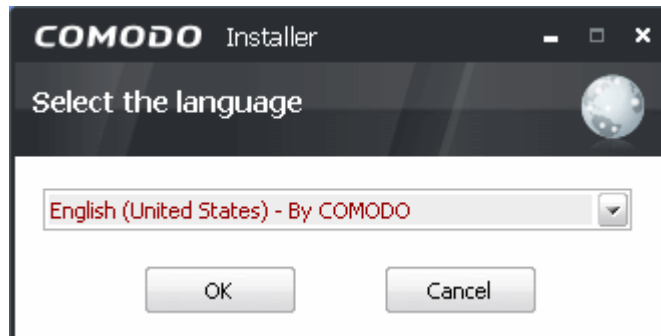 COMODO Installer
Select the language
English (United States) - By COMODO
OK Cancel